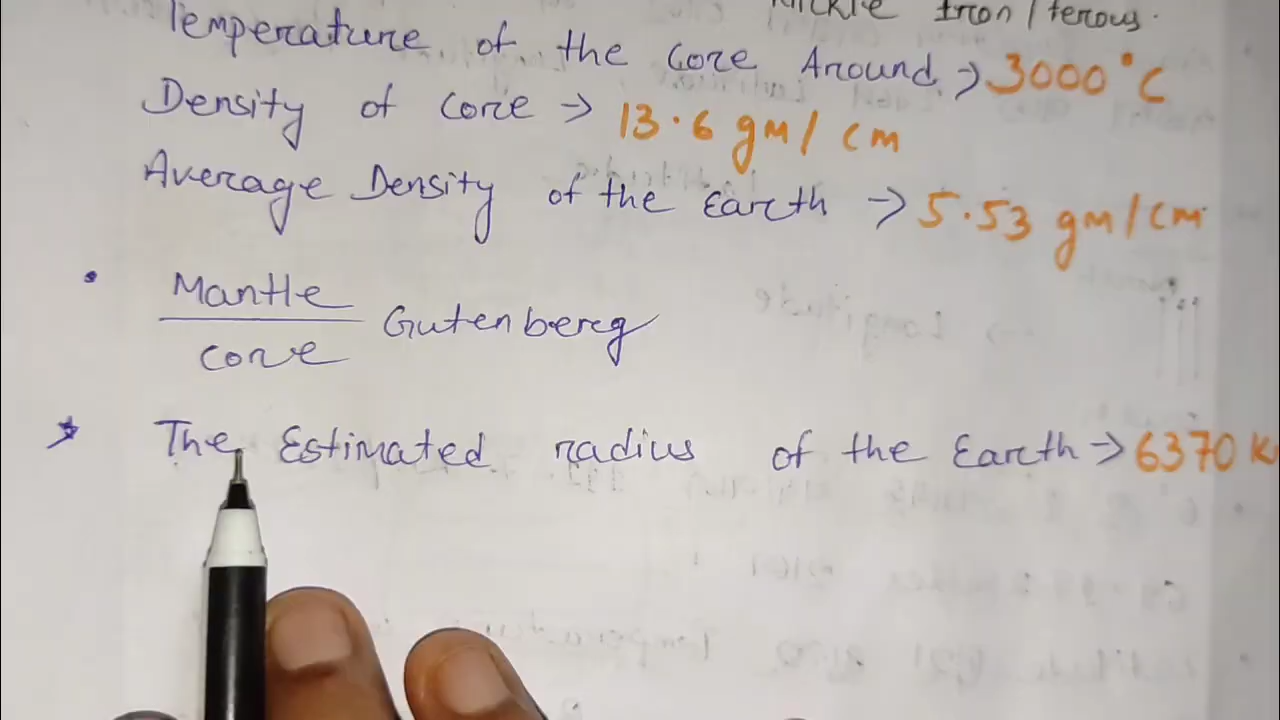 Nickle Iron/ferous.
Temperature of the core Around → 3000°C
Density of core → 13.6 gm/cm
Average Density of the Earth → 5.53 gm/cm
Mantle
core
Gutenberg
The Estimated radius of the Earth → 6370 K